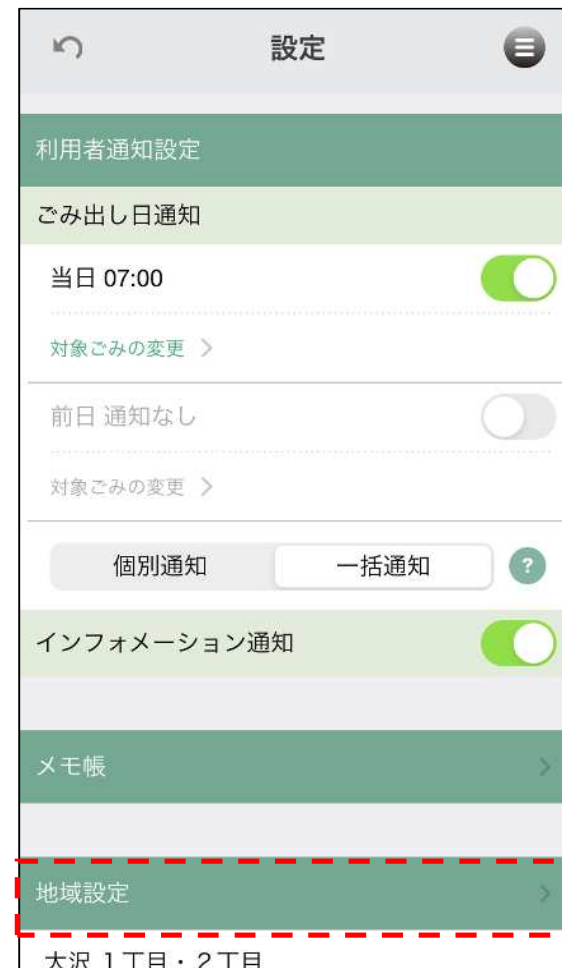 設定
利用者通知設定
ごみ出し日通知
当日 07:00
対象ごみの変更 >
前日 通知なし
対象ごみの変更 >
個別通知 一括通知 ?
インフォメーション通知
メモ帳 >
地域設定 >
大沢 1丁目・2丁目